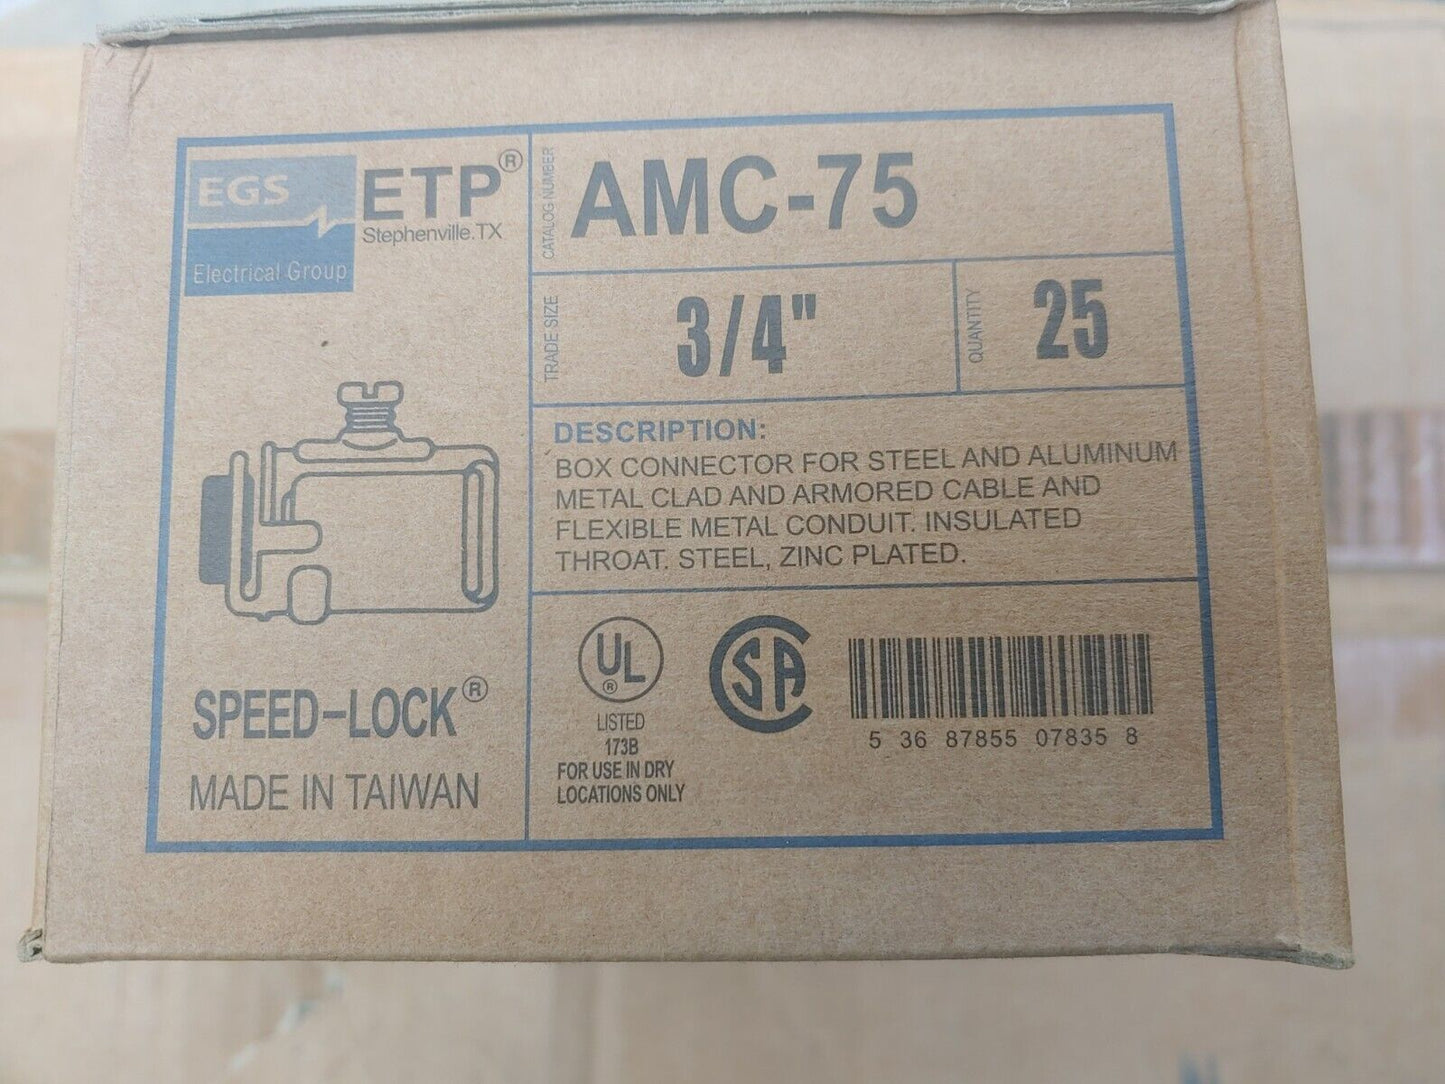 EGS
Electrical Group
ETP®
Stephenville.TX
CATALOG NUMBER
AMC-75
TRADE SIZE
3/4"
QUANTITY
25
DESCRIPTION:
BOX CONNECTOR FOR STEEL AND ALUMINUM
METAL CLAD AND ARMORED CABLE AND
FLEXIBLE METAL CONDUIT. INSULATED
THROAT. STEEL, ZINC PLATED.
SPEED-LOCK®
MADE IN TAIWAN
UL®
LISTED
173B
FOR USE IN DRY
LOCATIONS ONLY
CSA
5 36 87855 07835 8